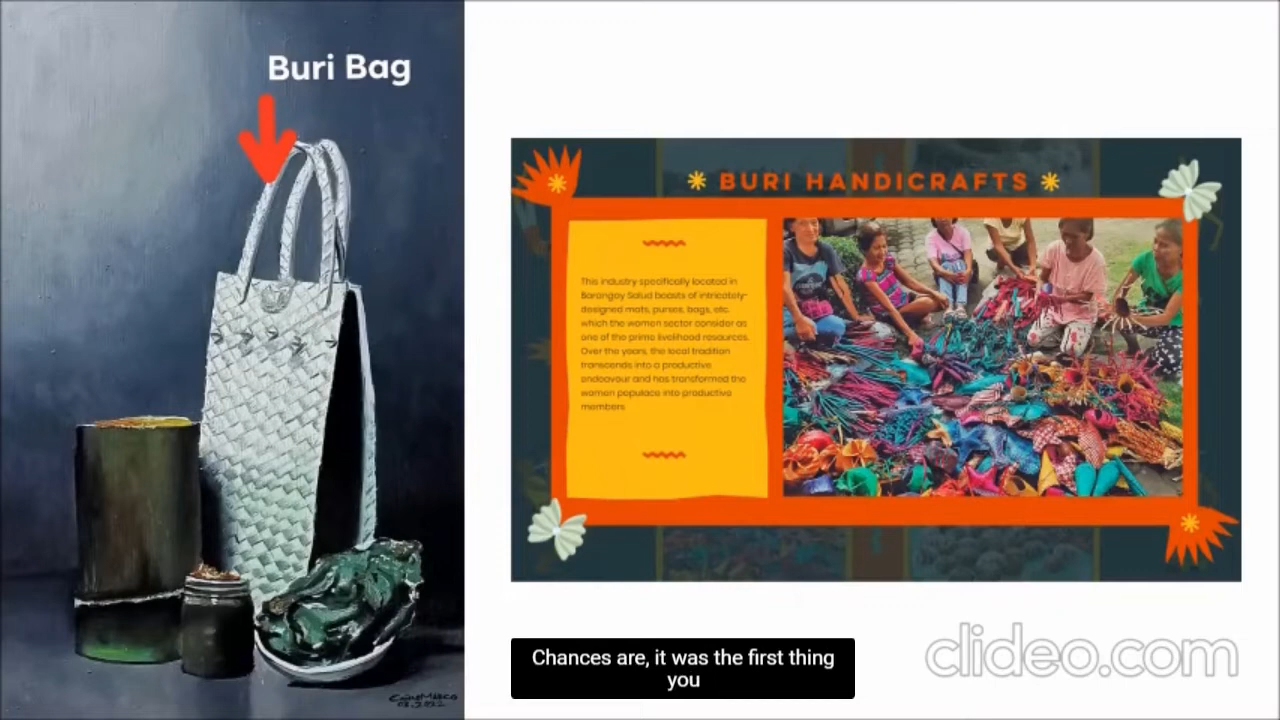 Buri Bag
BURI HANDICRAFTS
This industry specifically located in
Barangay Salud boasts of intricately-
designed mats, purses, bags, etc.
which the women sector consider as
one of the prime livelihood resources.
Over the years, the local tradition
transcends into a productive
endeavour and has transformed the
women populace into productive
members
Chances are, it was the first thing
you
clideo.com